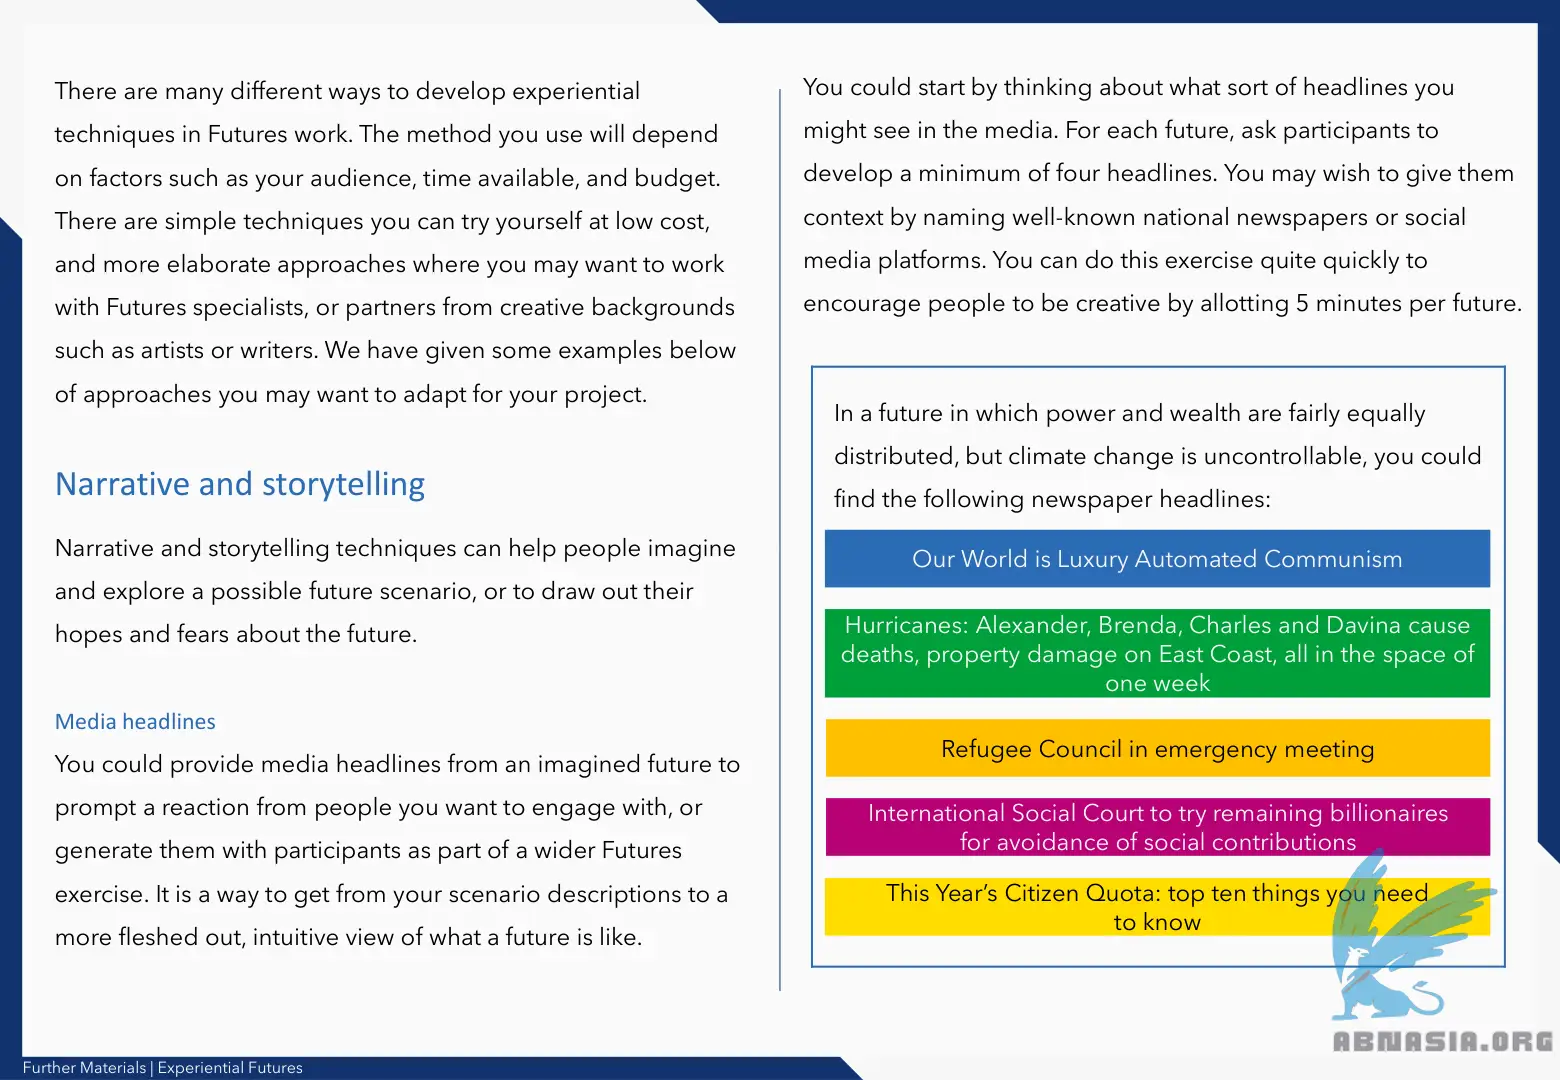 There are many different ways to develop experiential
techniques in Futures work. The method you use will depend
on factors such as your audience, time available, and budget.
There are simple techniques you can try yourself at low cost,
and more elaborate approaches where you may want to work
with Futures specialists, or partners from creative backgrounds
such as artists or writers. We have given some examples below
of approaches you may want to adapt for your project.
Narrative and storytelling
Narrative and storytelling techniques can help people imagine
and explore a possible future scenario, or to draw out their
hopes and fears about the future.
Media headlines
You could provide media headlines from an imagined future to
prompt a reaction from people you want to engage with, or
generate them with participants as part of a wider Futures
exercise. It is a way to get from your scenario descriptions to a
more fleshed out, intuitive view of what a future is like.
You could start by thinking about what sort of headlines you
might see in the media. For each future, ask participants to
develop a minimum of four headlines. You may wish to give them
context by naming well-known national newspapers or social
media platforms. You can do this exercise quite quickly to
encourage people to be creative by allotting 5 minutes per future.
In a future in which power and wealth are fairly equally
distributed, but climate change is uncontrollable, you could
find the following newspaper headlines:
Our World is Luxury Automated Communism
Hurricanes: Alexander, Brenda, Charles and Davina cause
deaths, property damage on East Coast, all in the space of
one week
Refugee Council in emergency meeting
International Social Court to try remaining billionaires
for avoidance of social contributions
This Year’s Citizen Quota: top ten things you need
to know
ABNASIA.ORG
Further Materials | Experiential Futures